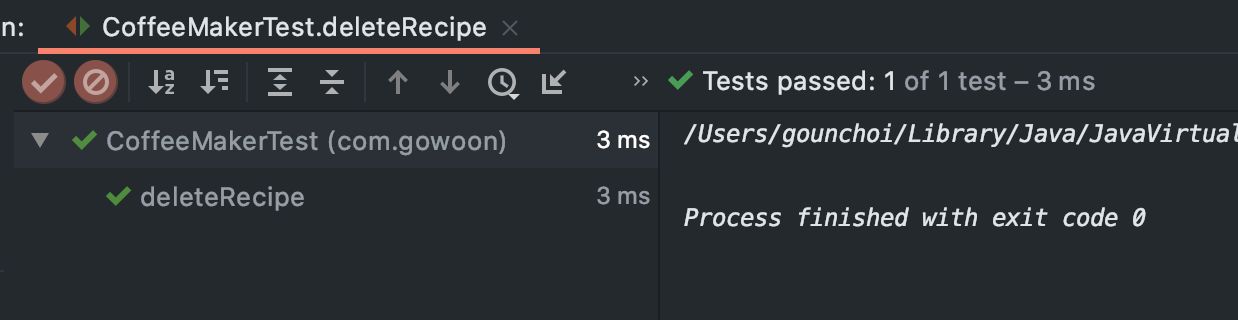 n:
CoffeeMakerTest.deleteRecipe
Tests passed: 1 of 1 test – 3 ms
CoffeeMakerTest (com.gowoon) 3 ms
deleteRecipe 3 ms
/Users/gounchoi/Library/Java/JavaVirtual
Process finished with exit code 0